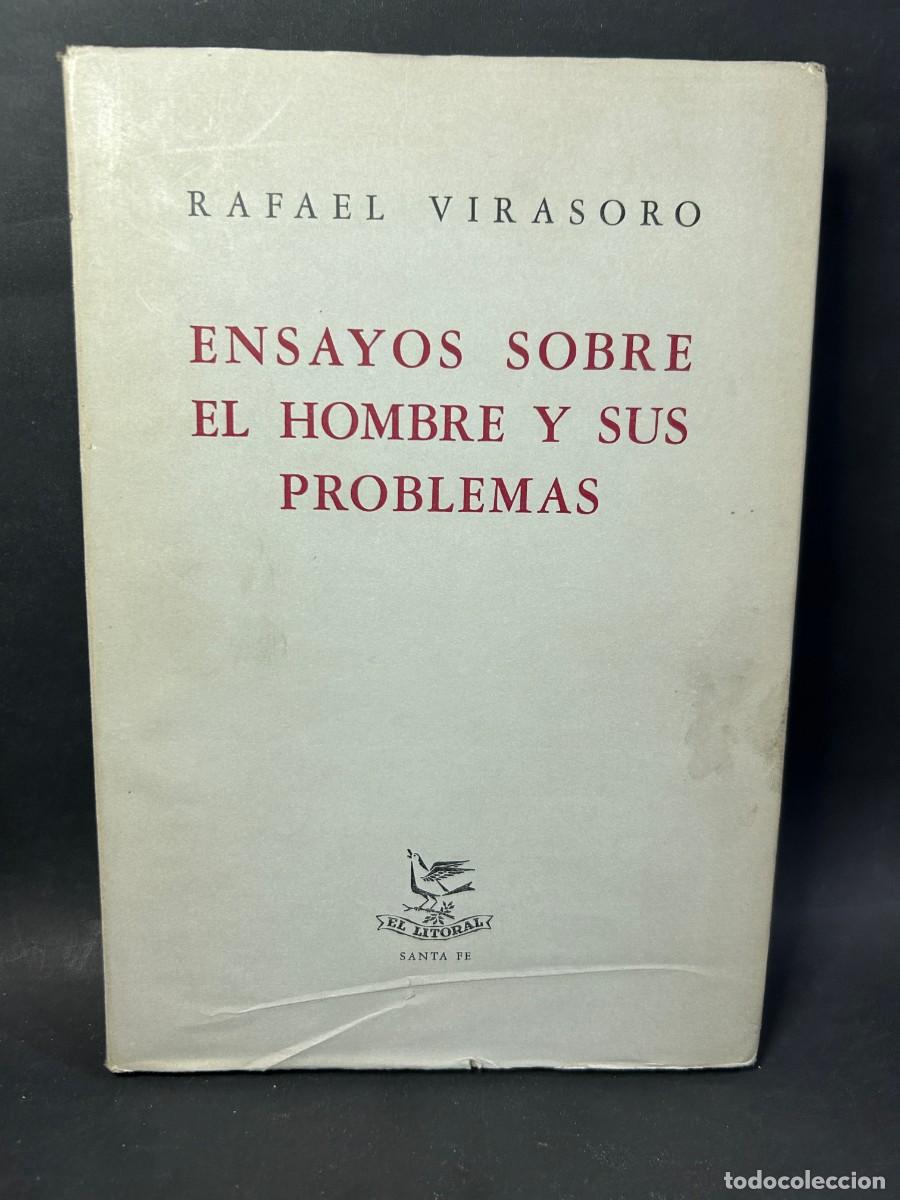 RAFAEL VIRASORO
ENSAYOS SOBRE
EL HOMBRE Y SUS
PROBLEMAS
EL LITORAL
SANTA FE
todocoleccion